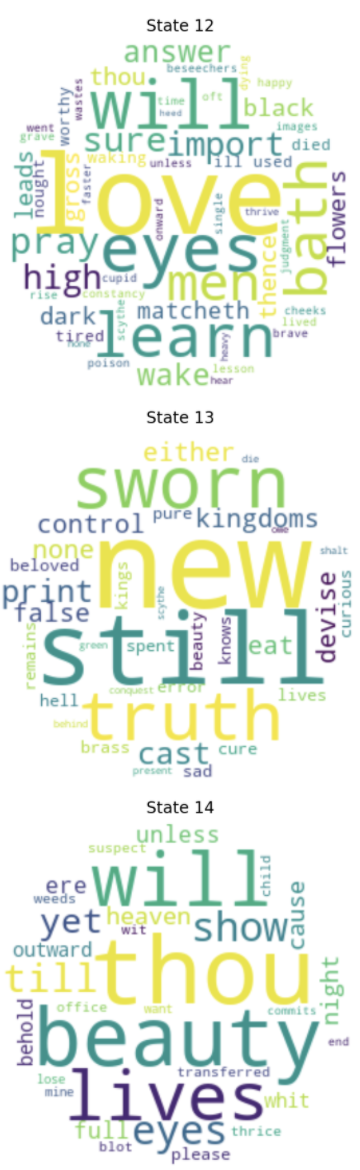 State 12
answer
beseechers
dying
thou
happy
will
time
oft
heed
black
wastes
worthy
images
went
grave
sure
import
died
leads
nought
gross
faster
waking
unless
ill
used
love
onward
single
thrive
bath
flowers
pray
eyes
thence
judgment
high
cupid
men
rise
constancy
scythe
matcheth
cheeks
dark
lived
tired
none
learn
heavy
brave
poison
wake
lesson
hear
State 13
either
die
sworn
control
pure
kingdoms
owe
none
new
shalt
beloved
kings
scythe
print
false
curious
devise
remains
still
green
spent
beauty
knows
eat
conquest
error
hell
truth
lives
behind
brass
cast
cure
present
sad
State 14
unless
suspect
will
child
ere
weeds
yet
heaven
wit
show
cause
outward
till
thou
night
office
want
commits
behold
beauty
end
transferred
lose
mine
lives
whit
full
eyes
thrice
blot
please